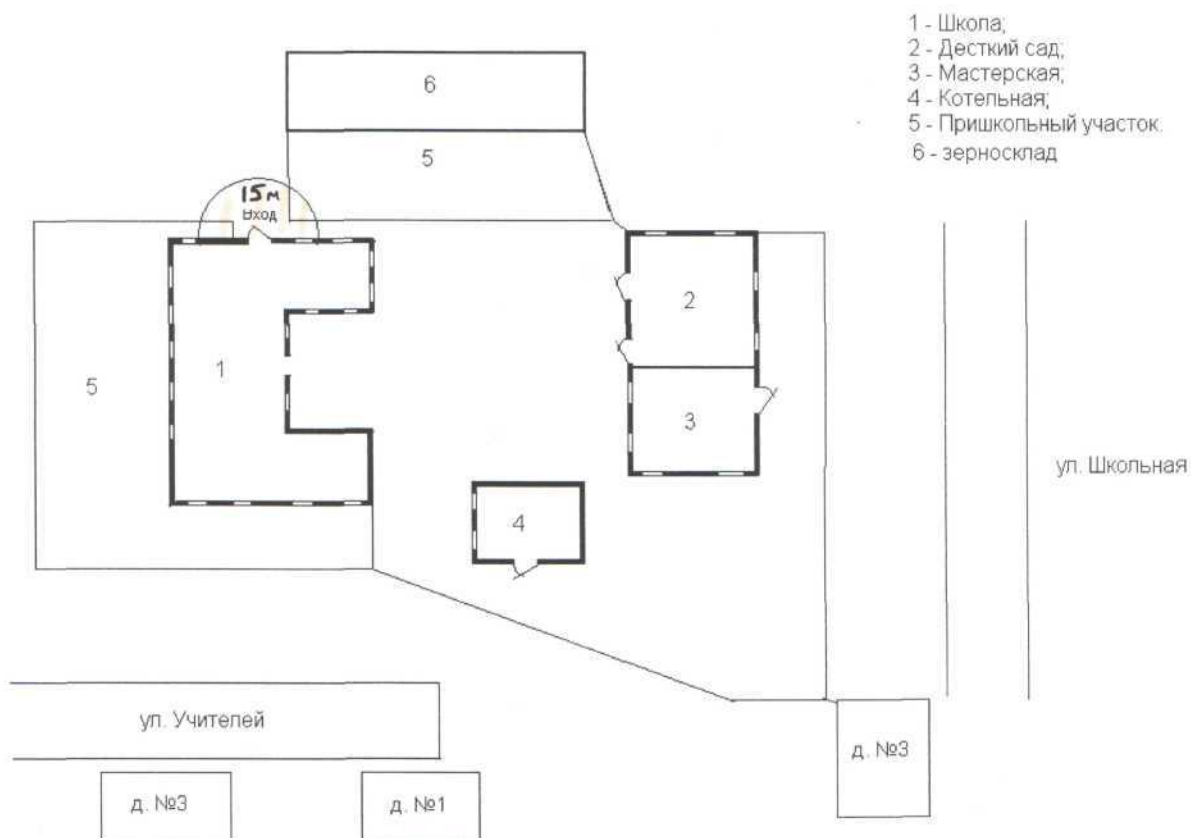 1 - Школа;
2 - Десткий сад;
3 - Мастерская;
4 - Котельная;
5 - Пришкольный участок.
6 - зерносклад
6
5
15м
Вход
2
1
5
3
4
ул. Школьная
ул. Учителей
д. №3
д. №3
д. №1